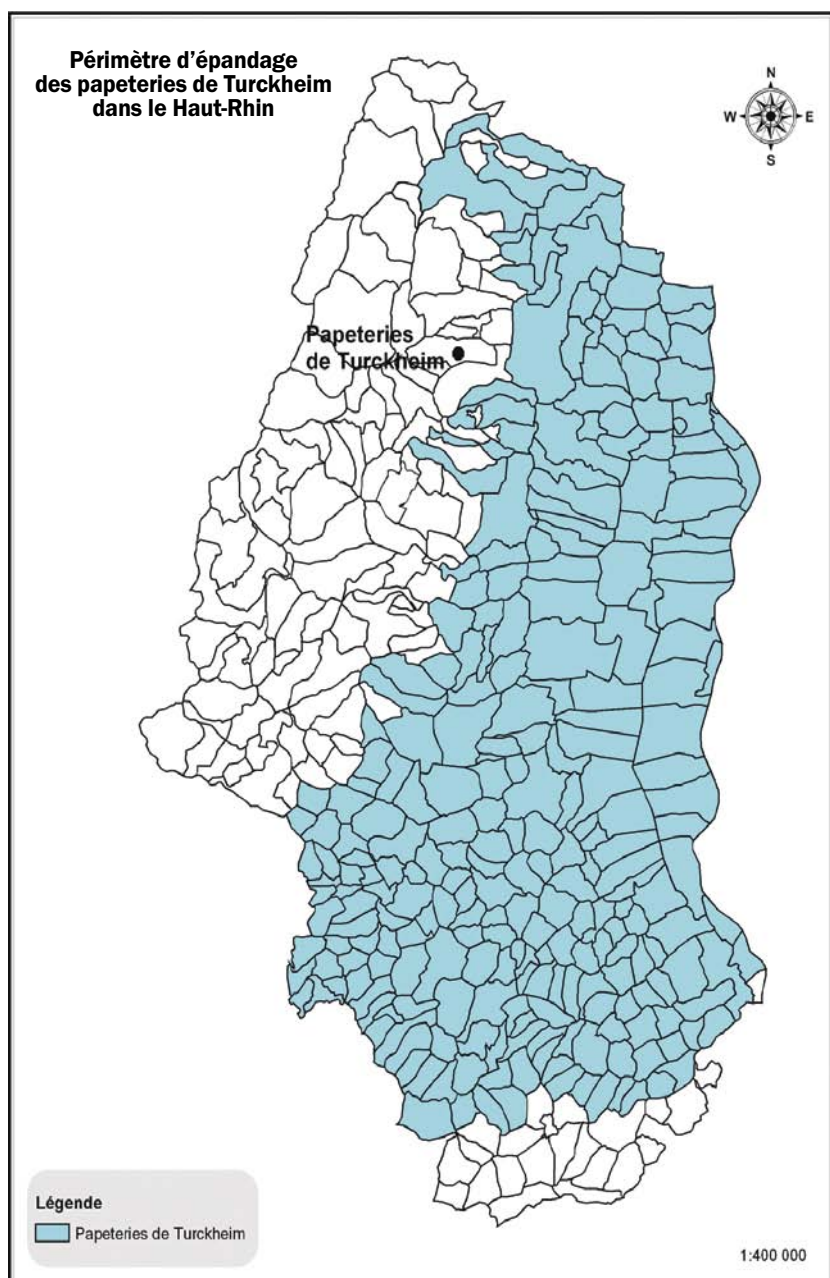 Périmètre d'épandage
des papeteries de Turckheim
dans le Haut-Rhin
N
W
E
S
Papeteries
de Turckheim
Légende
Papeteries de Turckheim
1:400 000